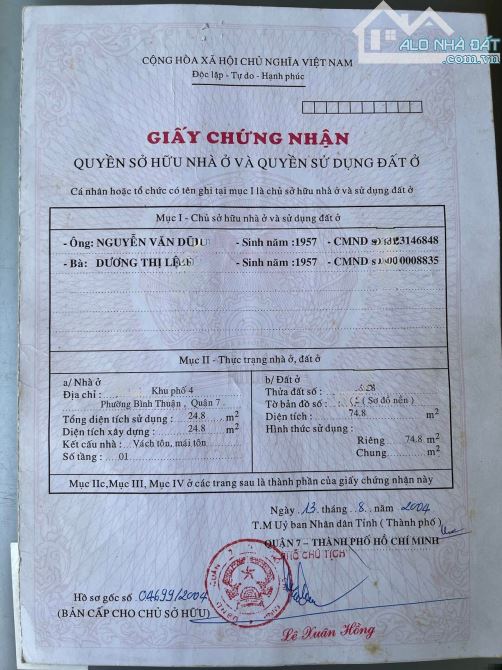 ALO NHÀ ĐẤT
.com.vn
CỘNG HÒA XÃ HỘI CHỦ NGHĨA VIỆT NAM
Độc lập - Tự do - Hạnh phúc
GIẤY CHỨNG NHẬN
QUYỀN SỞ HỮU NHÀ Ở VÀ QUYỀN SỬ DỤNG ĐẤT Ở
Cá nhân hoặc tổ chức có tên ghi tại mục I là chủ sở hữu nhà ở và sử dụng đất ở
Mục I - Chủ sở hữu nhà ở và sử dụng đất ở
- Ông: NGUYỄN VĂN - Sinh năm :1957 - CMND
- Bà: DƯƠNG THỊ - Sinh năm :1957 - CMND
Mục II - Thực trạng nhà ở, đất ở
a/ Nhà ở
Địa chỉ : Khu phố 4
Phường Bình Thuận , Quận 7 .
Tổng diện tích sử dụng : 24.8 m2
Diện tích xây dựng : 24.8 m2
Kết cấu nhà : Vách tôn, mái tôn
Số tầng : 01
b/ Đất ở
Thửa đất số :
Tờ bản đồ số : ( Sơ đồ nền )
Diện tích : 74.8 m2
Hình thức sử dụng :
Riêng 74.8 m2
Chung m2
Mục IIc,Mục III, Mục IV ở các trang sau là thành phần của giấy chứng nhận này
Ngày 13 tháng 8 năm 2004
T.M Uỷ ban Nhân dân Tỉnh ( Thành phố )
QUẬN 7 - THÀNH PHỐ HỒ CHÍ MINH
PHÓ CHỦ TỊCH
Hồ sơ gốc số 04699/2004
(BẢN CẤP CHO CHỦ SỞ HỮU)
Lê Xuân Hồng